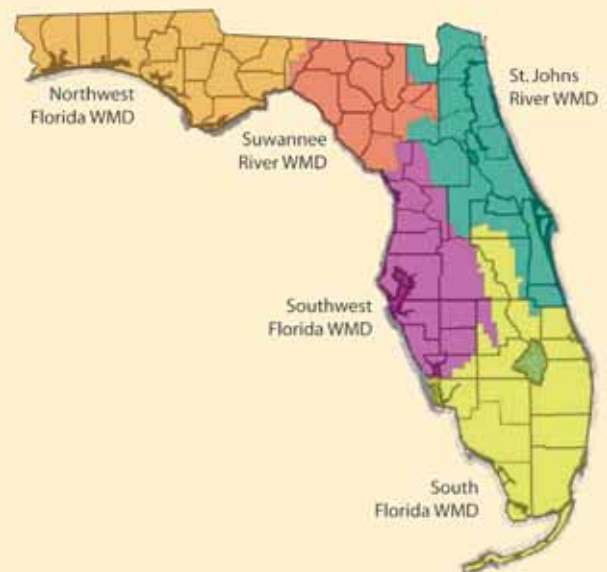 Northwest
Florida WMD
Suwannee
River WMD
St. Johns
River WMD
Southwest
Florida WMD
South
Florida WMD